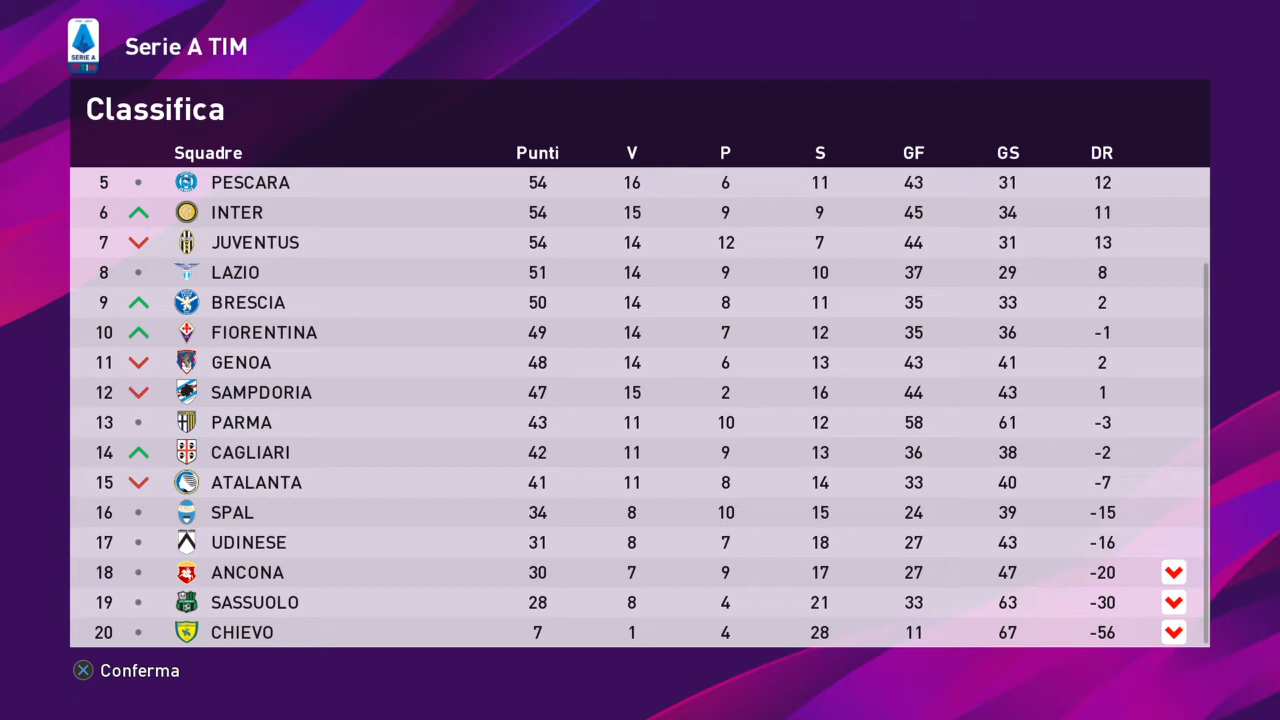 SERIE A
TIM
Serie A TIM
Classifica
Squadre Punti V P S GF GS DR
5 PESCARA 54 16 6 11 43 31 12
6 INTER 54 15 9 9 45 34 11
7 JUVENTUS 54 14 12 7 44 31 13
8 LAZIO 51 14 9 10 37 29 8
9 BRESCIA 50 14 8 11 35 33 2
10 FIORENTINA 49 14 7 12 35 36 -1
11 GENOA 48 14 6 13 43 41 2
12 SAMPDORIA 47 15 2 16 44 43 1
13 PARMA 43 11 10 12 58 61 -3
14 CAGLIARI 42 11 9 13 36 38 -2
15 ATALANTA 41 11 8 14 33 40 -7
16 SPAL 34 8 10 15 24 39 -15
17 UDINESE 31 8 7 18 27 43 -16
18 ANCONA 30 7 9 17 27 47 -20
19 SASSUOLO 28 8 4 21 33 63 -30
20 CHIEVO 7 1 4 28 11 67 -56
Conferma